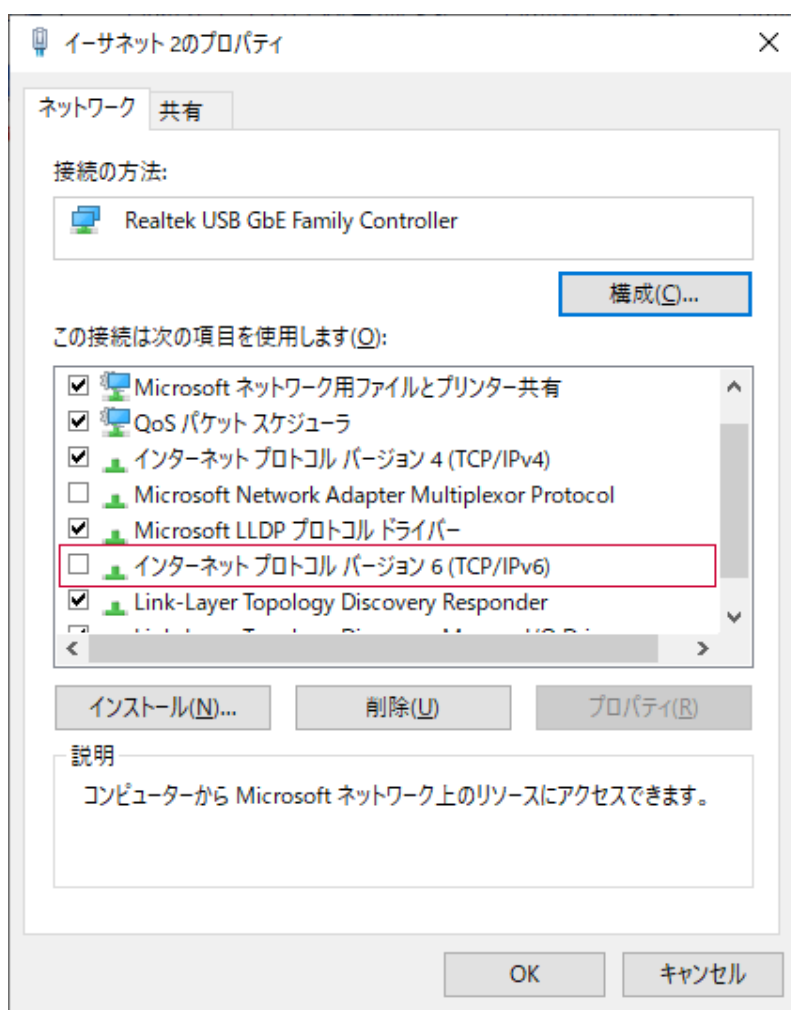 イーサネット 2のプロパティ
ネットワーク
共有
接続の方法:
Realtek USB GbE Family Controller
構成(C)...
この接続は次の項目を使用します(O):
Microsoft ネットワーク用ファイルとプリンター共有
QoS パケット スケジューラ
インターネット プロトコル バージョン 4 (TCP/IPv4)
Microsoft Network Adapter Multiplexor Protocol
Microsoft LLDP プロトコル ドライバー
インターネット プロトコル バージョン 6 (TCP/IPv6)
Link-Layer Topology Discovery Responder
インストール(N)...
削除(U)
プロパティ(R)
説明
コンピューターから Microsoft ネットワーク上のリソースにアクセスできます。
OK
キャンセル